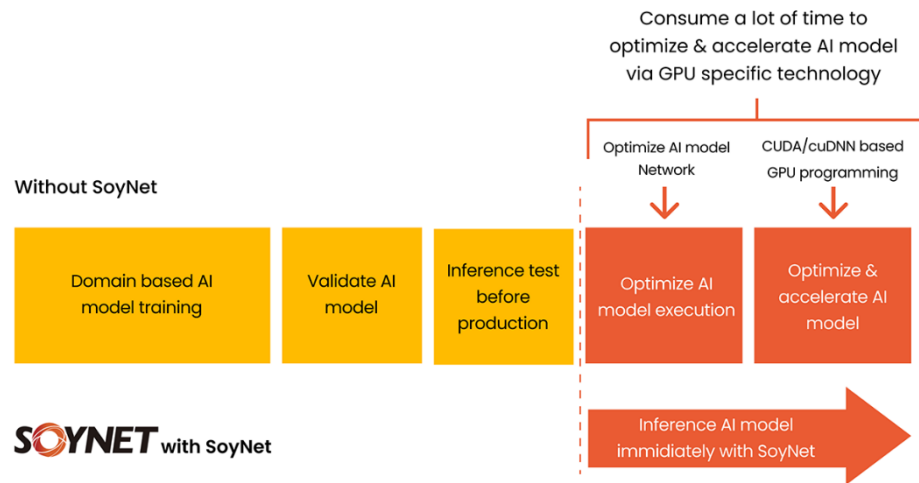 Consume a lot of time to
optimize & accelerate AI model
via GPU specific technology
Optimize AI model
Network
CUDA/cuDNN based
GPU programming
Without SoyNet
Domain based AI
model training
Validate AI
model
Inference test
before
production
Optimize AI
model execution
Optimize &
accelerate AI
model
SOYNET with SoyNet
Inference AI model
immidiately with SoyNet